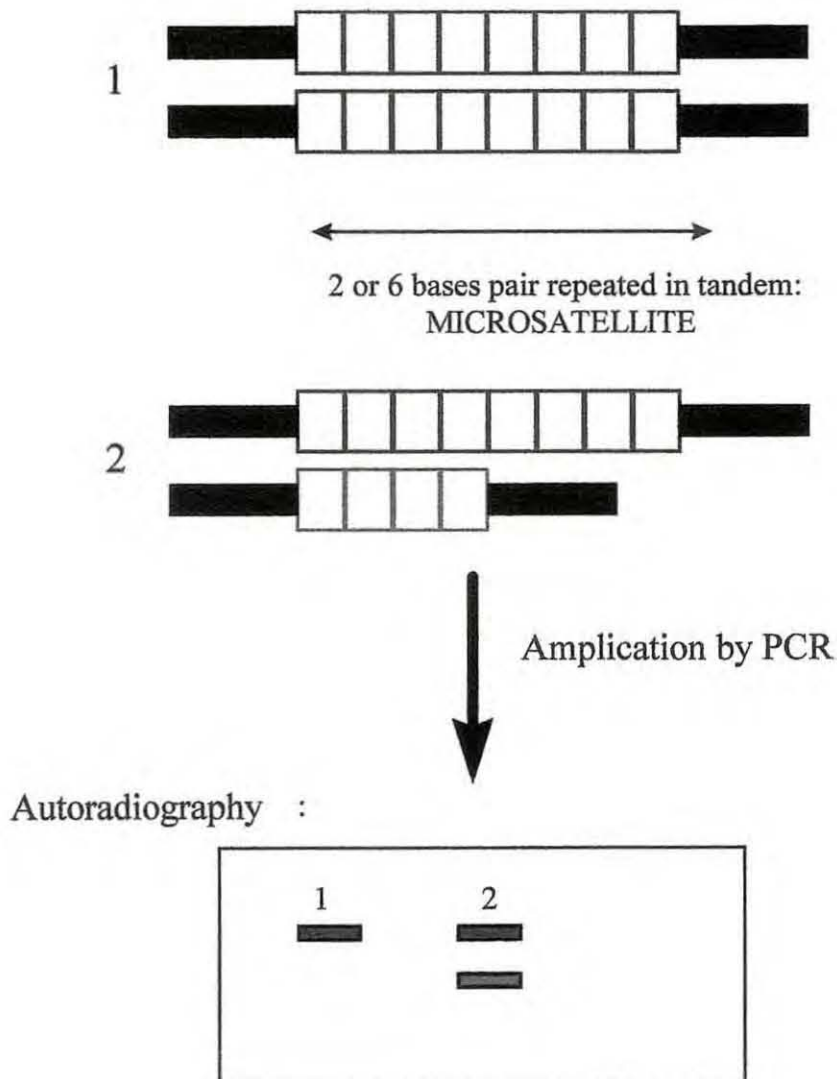 1
2 or 6 bases pair repeated in tandem:
MICROSATELLITE
2
Amplication by PCR
Autoradiography :
1 2